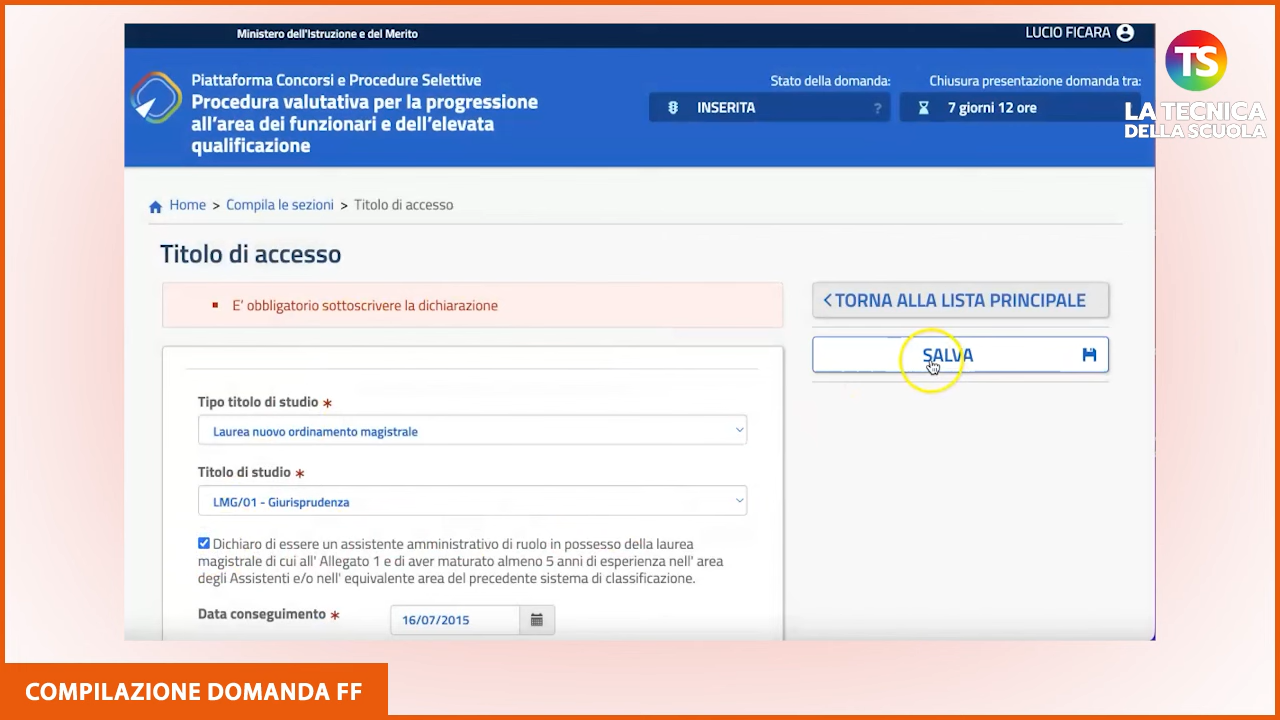 Ministero dell'Istruzione e del Merito
LUCIO FICARA
TS
LA TECNICA
DELLA SCUOLA
Piattaforma Concorsi e Procedure Selettive
Procedura valutativa per la progressione
all'area dei funzionari e dell'elevata
qualificazione
Stato della domanda:
INSERITA ?
Chiusura presentazione domanda tra:
7 giorni 12 ore
Home > Compila le sezioni > Titolo di accesso
Titolo di accesso
E' obbligatorio sottoscrivere la dichiarazione
TORNA ALLA LISTA PRINCIPALE
SALVA
Tipo titolo di studio *
Laurea nuovo ordinamento magistrale
Titolo di studio *
LMG/01 - Giurisprudenza
Dichiaro di essere un assistente amministrativo di ruolo in possesso della laurea
magistrale di cui all' Allegato 1 e di aver maturato almeno 5 anni di esperienza nell' area
degli Assistenti e/o nell' equivalente area del precedente sistema di classificazione.
Data conseguimento *
16/07/2015
COMPILAZIONE DOMANDA FF